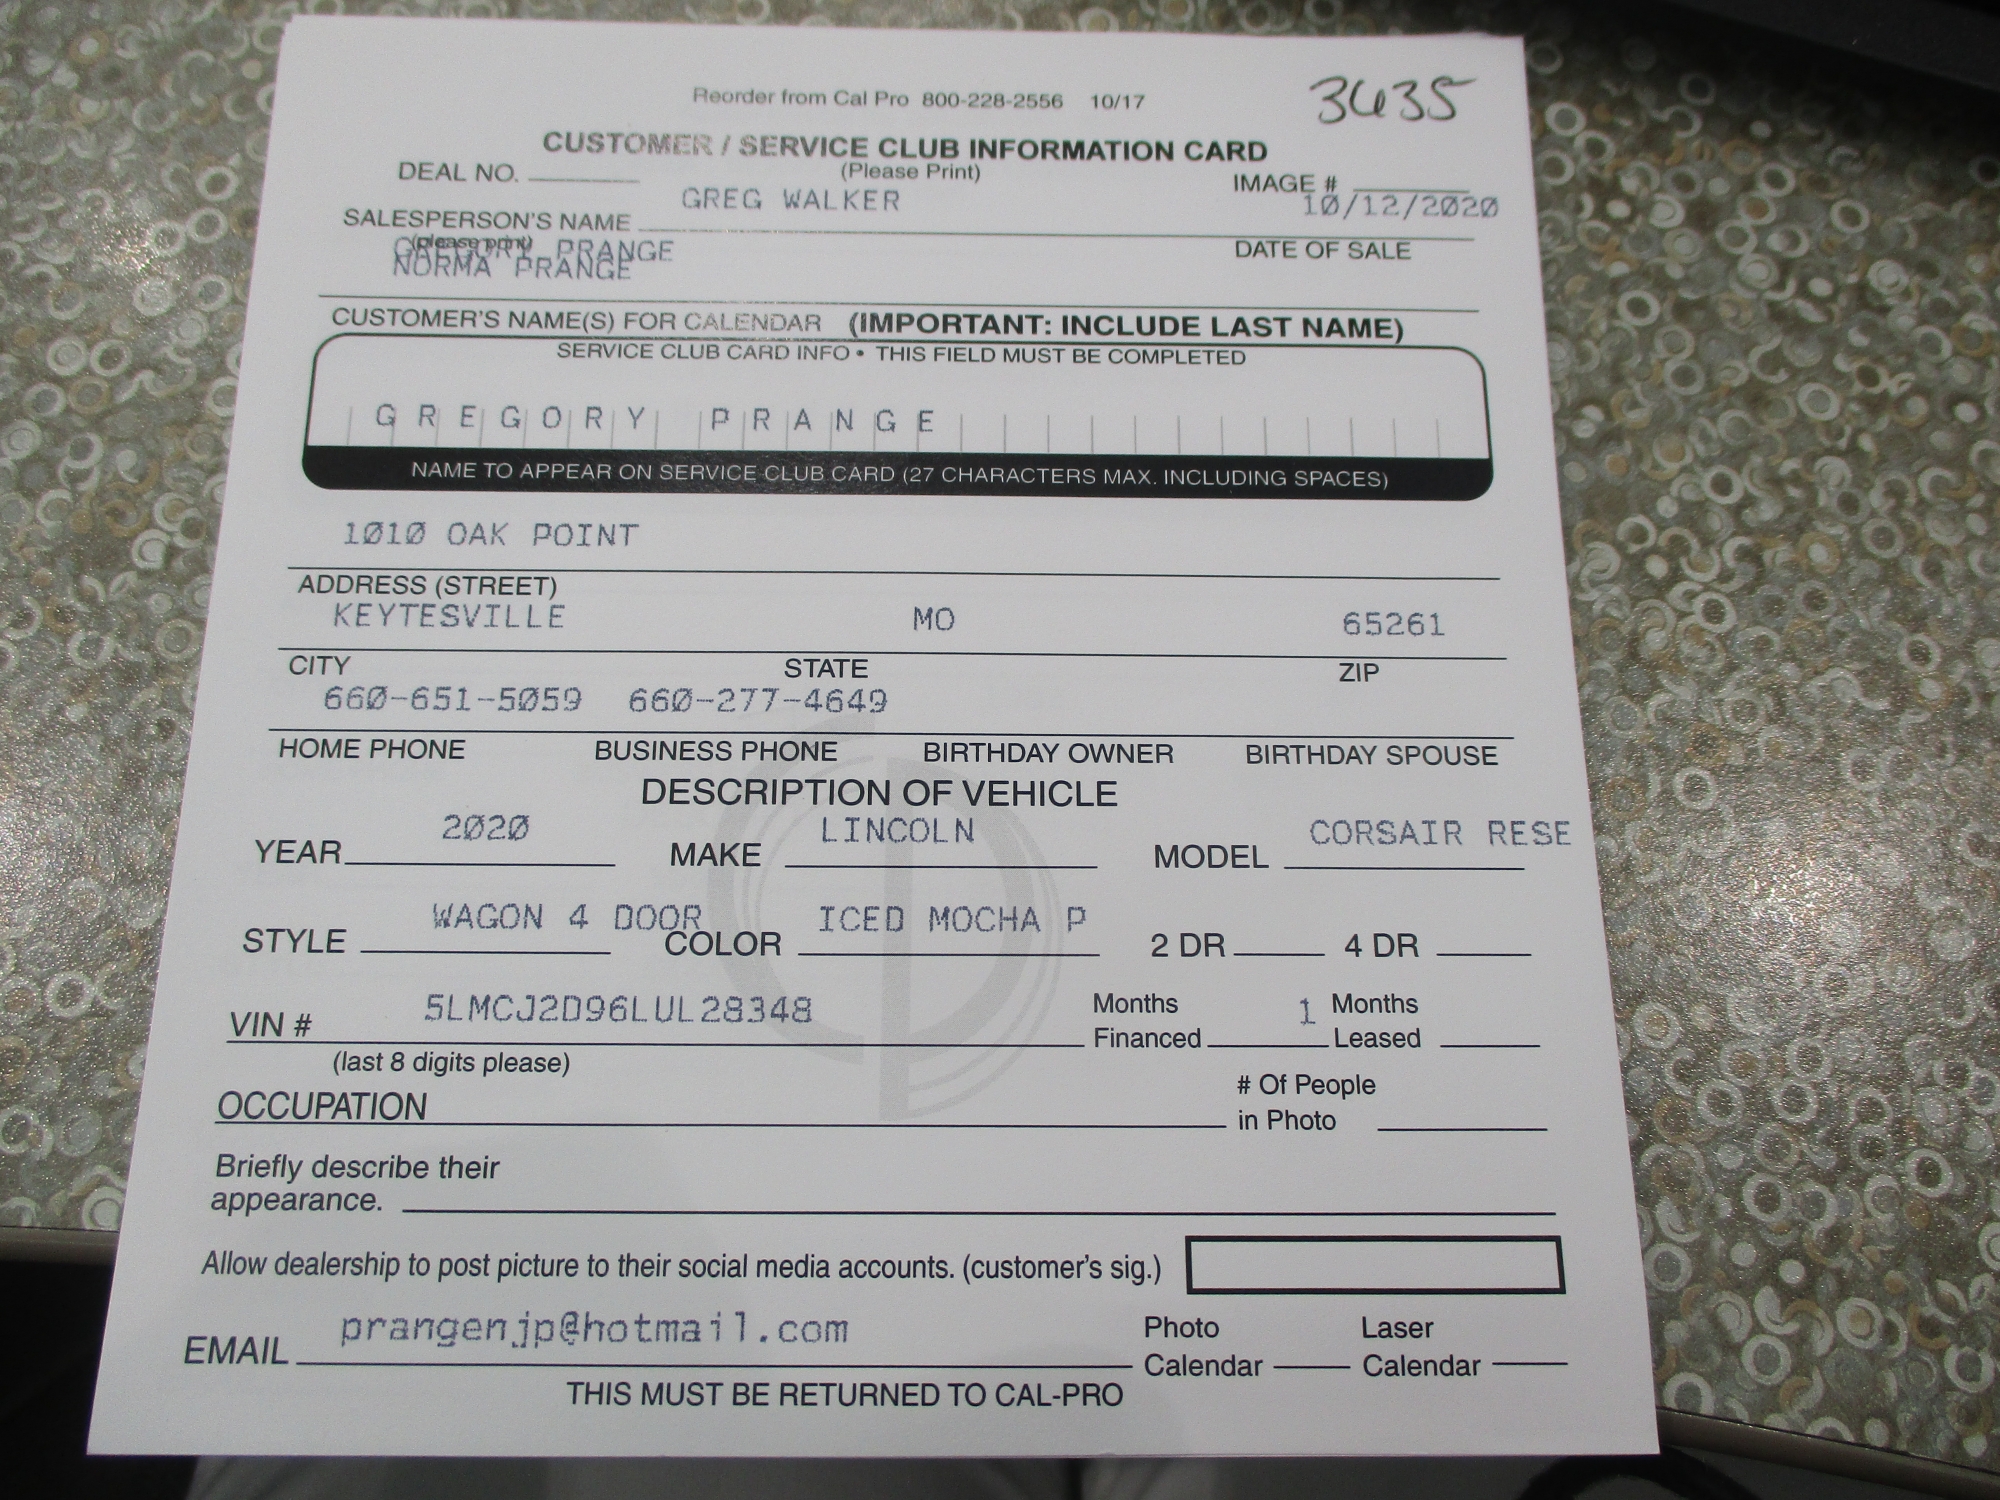 Reorder from Cal Pro 800-228-2556 10/17
3635
CUSTOMER / SERVICE CLUB INFORMATION CARD
DEAL NO. (Please Print) IMAGE #
GREG WALKER 10/12/2020
SALESPERSON'S NAME
(please print) DATE OF SALE
GREGORY PRANGE
NORMA PRANGE
CUSTOMER'S NAME(S) FOR CALENDAR (IMPORTANT: INCLUDE LAST NAME)
SERVICE CLUB CARD INFO • THIS FIELD MUST BE COMPLETED
GREGORY PRANGE
NAME TO APPEAR ON SERVICE CLUB CARD (27 CHARACTERS MAX. INCLUDING SPACES)
1010 OAK POINT
ADDRESS (STREET)
KEYTESVILLE MO 65261
CITY STATE ZIP
660-651-5059 660-277-4649
HOME PHONE BUSINESS PHONE BIRTHDAY OWNER BIRTHDAY SPOUSE
DESCRIPTION OF VEHICLE
YEAR 2020 MAKE LINCOLN MODEL CORSAIR RESE
STYLE WAGON 4 DOOR COLOR ICED MOCHA P 2 DR 4 DR
VIN # 5LMCJ2D96LUL28348 Months Financed 1 Months Leased
(last 8 digits please)
OCCUPATION # Of People in Photo
Briefly describe their
appearance.
Allow dealership to post picture to their social media accounts. (customer's sig.)
EMAIL prangenjp@hotmail.com Photo Calendar Laser Calendar
THIS MUST BE RETURNED TO CAL-PRO